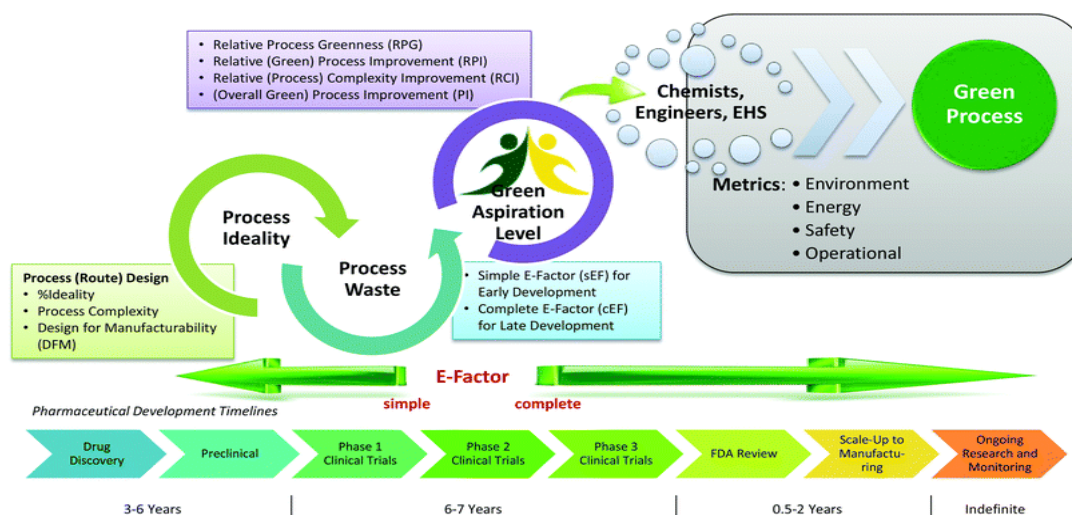 • Relative Process Greenness (RPG)
• Relative (Green) Process Improvement (RPI)
• Relative (Process) Complexity Improvement (RCI)
• (Overall Green) Process Improvement (PI)
Chemists,
Engineers, EHS
Green
Process
Metrics: • Environment
• Energy
• Safety
• Operational
Green
Aspiration
Level
Process
Ideality
Process
Waste
Process (Route) Design
• %Ideality
• Process Complexity
• Design for Manufacturability
(DFM)
• Simple E-Factor (sEF) for
Early Development
• Complete E-Factor (cEF)
for Late Development
E-Factor
simple
complete
Pharmaceutical Development Timelines
Drug
Discovery
Preclinical
Phase 1
Clinical Trials
Phase 2
Clinical Trials
Phase 3
Clinical Trials
FDA Review
Scale-Up to
Manufactu-
ring
Ongoing
Research and
Monitoring
3-6 Years
6-7 Years
0.5-2 Years
Indefinite